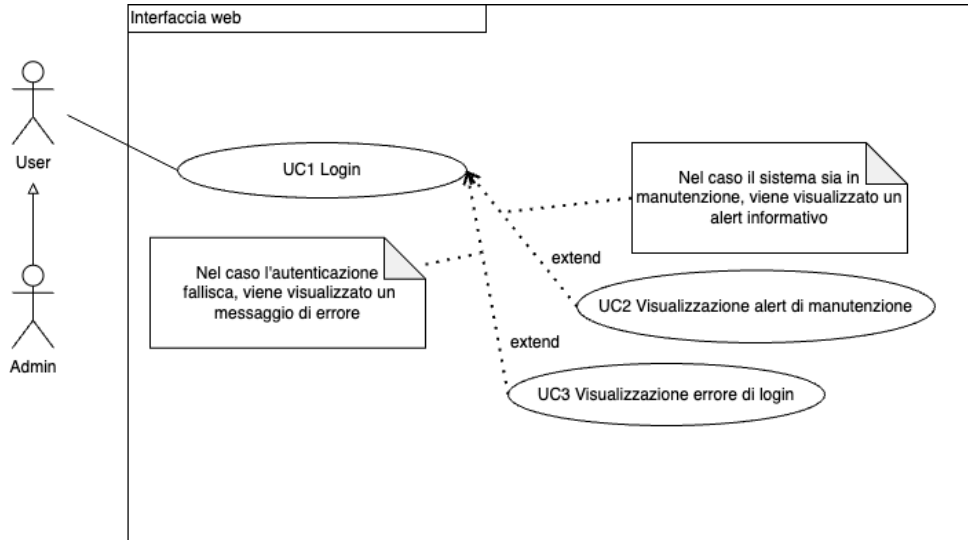 Interfaccia web
User
UC1 Login
Nel caso il sistema sia in
manutenzione, viene visualizzato un
alert informativo
Nel caso l'autenticazione
fallisca, viene visualizzato un
messaggio di errore
extend
UC2 Visualizzazione alert di manutenzione
extend
Admin
UC3 Visualizzazione errore di login